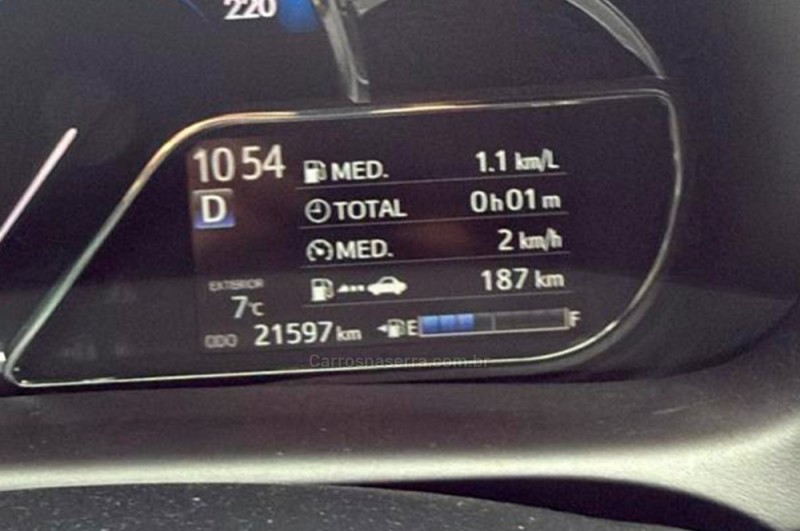 220
10 54
MED. 1.1 km/L
D
TOTAL 0h01m
MED. 2 km/h
187 km
EXTERIOR
7°C
ODO 21597 km E F
Carrosnaserra.com.br